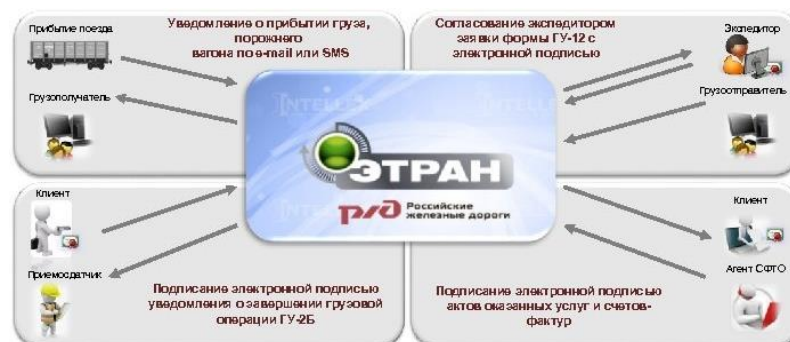 Прибытие поезда
Уведомление о прибытии груза,
порожнего
вагона по e-mail или SMS
Грузополучатель
Согласование экспедитором
заявки формы ГУ-12 с
электронной подписью
Экспедитор
Грузоотправитель
INTELLEX
ЭТРАН
РЖД Российские
железные дороги
Клиент
Приемосдатчик
Подписание электронной подписью
уведомления о завершении грузовой
операции ГУ-2Б
Клиент
Агент СФТО
Подписание электронной подписью
актов оказанных услуг и счетов-
фактур